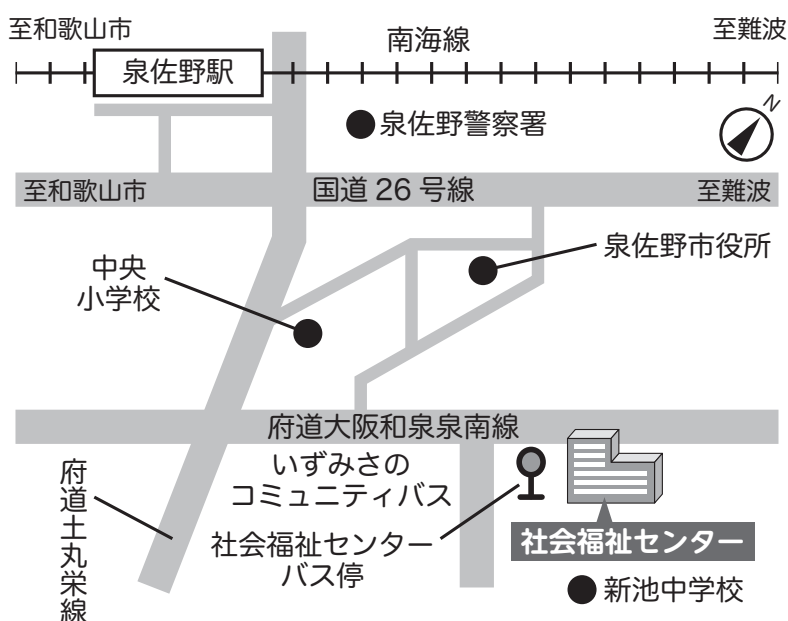 至和歌山市
南海線
至難波
泉佐野駅
N
泉佐野警察署
至和歌山市
国道26号線
至難波
泉佐野市役所
中央
小学校
府道大阪和泉泉南線
いずみさの
コミュニティバス
府道土丸栄線
社会福祉センター
バス停
社会福祉センター
新池中学校